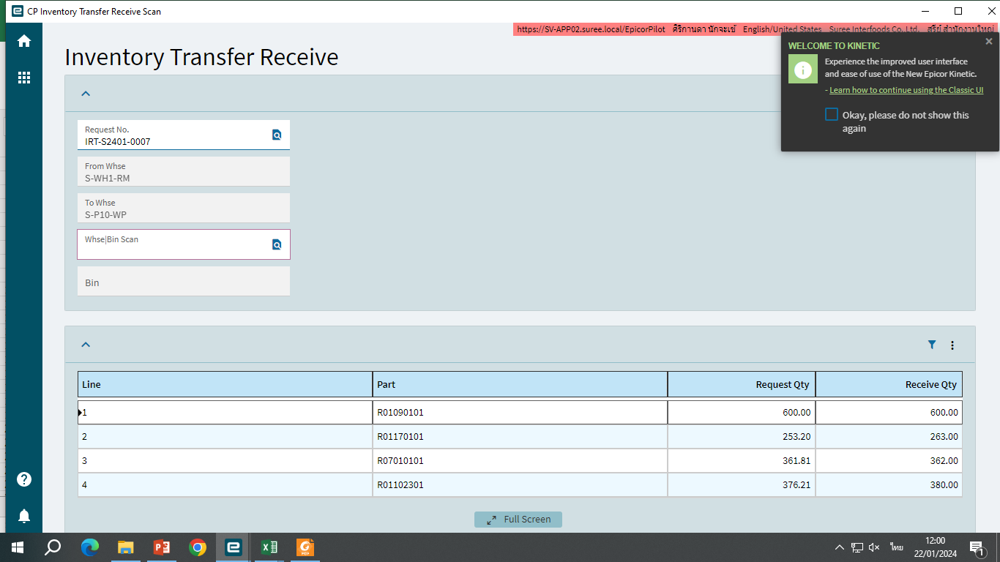 CP Inventory Transfer Receive Scan
https://SV-APP02.suree.local/EpicorPilot ศิริกานดา นักจะเข้ English/United States Suree Interfoods Co. Ltd. สุรีย์ สำนักงานใหญ่
Inventory Transfer Receive
WELCOME TO KINETIC
Experience the improved user interface
and ease of use of the New Epicor Kinetic.
- Learn how to continue using the Classic UI
Okay, please do not show this
again
Request No.
IRT-S2401-0007
From Whse
S-WH1-RM
To Whse
S-P10-WP
Whse|Bin Scan
Bin
Line Part Request Qty Receive Qty
1 R01090101 600.00 600.00
2 R01170101 253.20 263.00
3 R07010101 361.81 362.00
4 R01102301 376.21 380.00
Full Screen
ไทย
12:00
22/01/2024
1